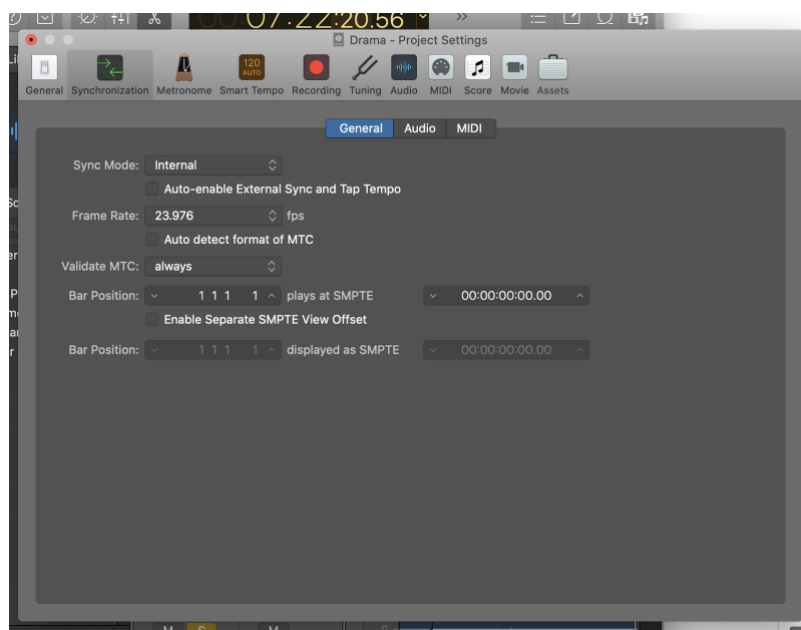 07:22:20.56
Drama - Project Settings
120
AUTO
General Synchronization Metronome Smart Tempo Recording Tuning Audio MIDI Score Movie Assets
General Audio MIDI
Sync Mode: Internal
Auto-enable External Sync and Tap Tempo
Frame Rate: 23.976 fps
Auto detect format of MTC
Validate MTC: always
Bar Position: 1 1 1 1 plays at SMPTE 00:00:00:00.00
Enable Separate SMPTE View Offset
Bar Position: 1 1 1 1 displayed as SMPTE 00:00:00:00.00
M S M